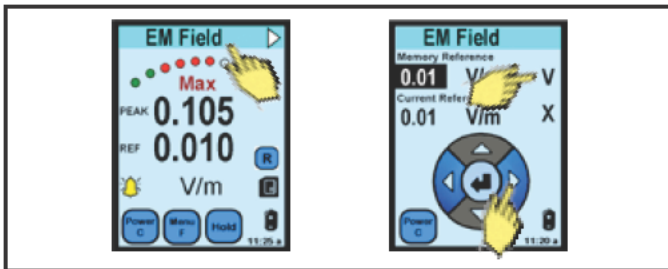 EM Field
Max
PEAK 0.105
REF 0.010
R
V/m
Power C
Menu F
Hold
11:25 a
EM Field
Memory Reference
0.01 V
Current
0.01 V/m X
Power C
11:20 a